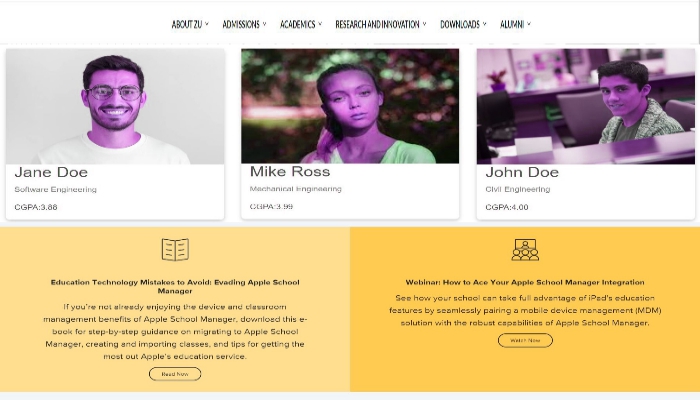 ABOUT ZU ADMISSIONS ACADEMICS RESEARCH AND INNOVATION DOWNLOADS ALUMNI
Jane Doe
Software Engineering
CGPA:3.88
Mike Ross
Mechanical Engineering
CGPA:3.99
John Doe
Civil Engineering
CGPA:4.00
Education Technology Mistakes to Avoid: Evading Apple School
Manager
If you're not already enjoying the device and classroom
management benefits of Apple School Manager, download this e-
book for step-by-step guidance on migrating to Apple School
Manager, creating and importing classes, and tips for getting the
most out Apple's education service.
Read Now
Webinar: How to Ace Your Apple School Manager Integration
See how your school can take full advantage of iPad's education
features by seamlessly pairing a mobile device management (MDM)
solution with the robust capabilities of Apple School Manager.
Watch Now